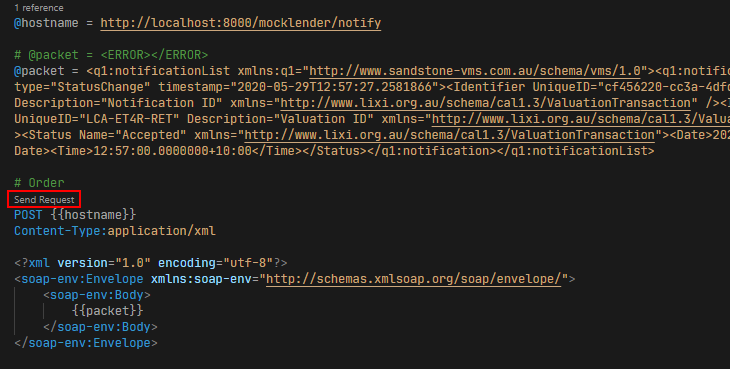 1 reference
@hostname = http://localhost:8000/mocklender/notify
# @packet = <ERROR></ERROR>
@packet = <q1:notificationList xmlns:q1="http://www.sandstone-vms.com.au/schema/vms/1.0"><q1:notific
type="StatusChange" timestamp="2020-05-29T12:57:27.2581866"><Identifier UniqueID="cf456220-cc3a-4dfc
Description="Notification ID" xmlns="http://www.lixi.org.au/schema/cal1.3/ValuationTransaction" /><I
UniqueID="LCA-ET4R-RET" Description="Valuation ID" xmlns="http://www.lixi.org.au/schema/cal1.3/Valua
><Status Name="Accepted" xmlns="http://www.lixi.org.au/schema/cal1.3/ValuationTransaction"><Date>202
Date><Time>12:57:00.0000000+10:00</Time></Status></q1:notification></q1:notificationList>
# Order
Send Request
POST {{hostname}}
Content-Type:application/xml
<?xml version="1.0" encoding="utf-8"?>
<soap-env:Envelope xmlns:soap-env="http://schemas.xmlsoap.org/soap/envelope/">
<soap-env:Body>
{{packet}}
</soap-env:Body>
</soap-env:Envelope>